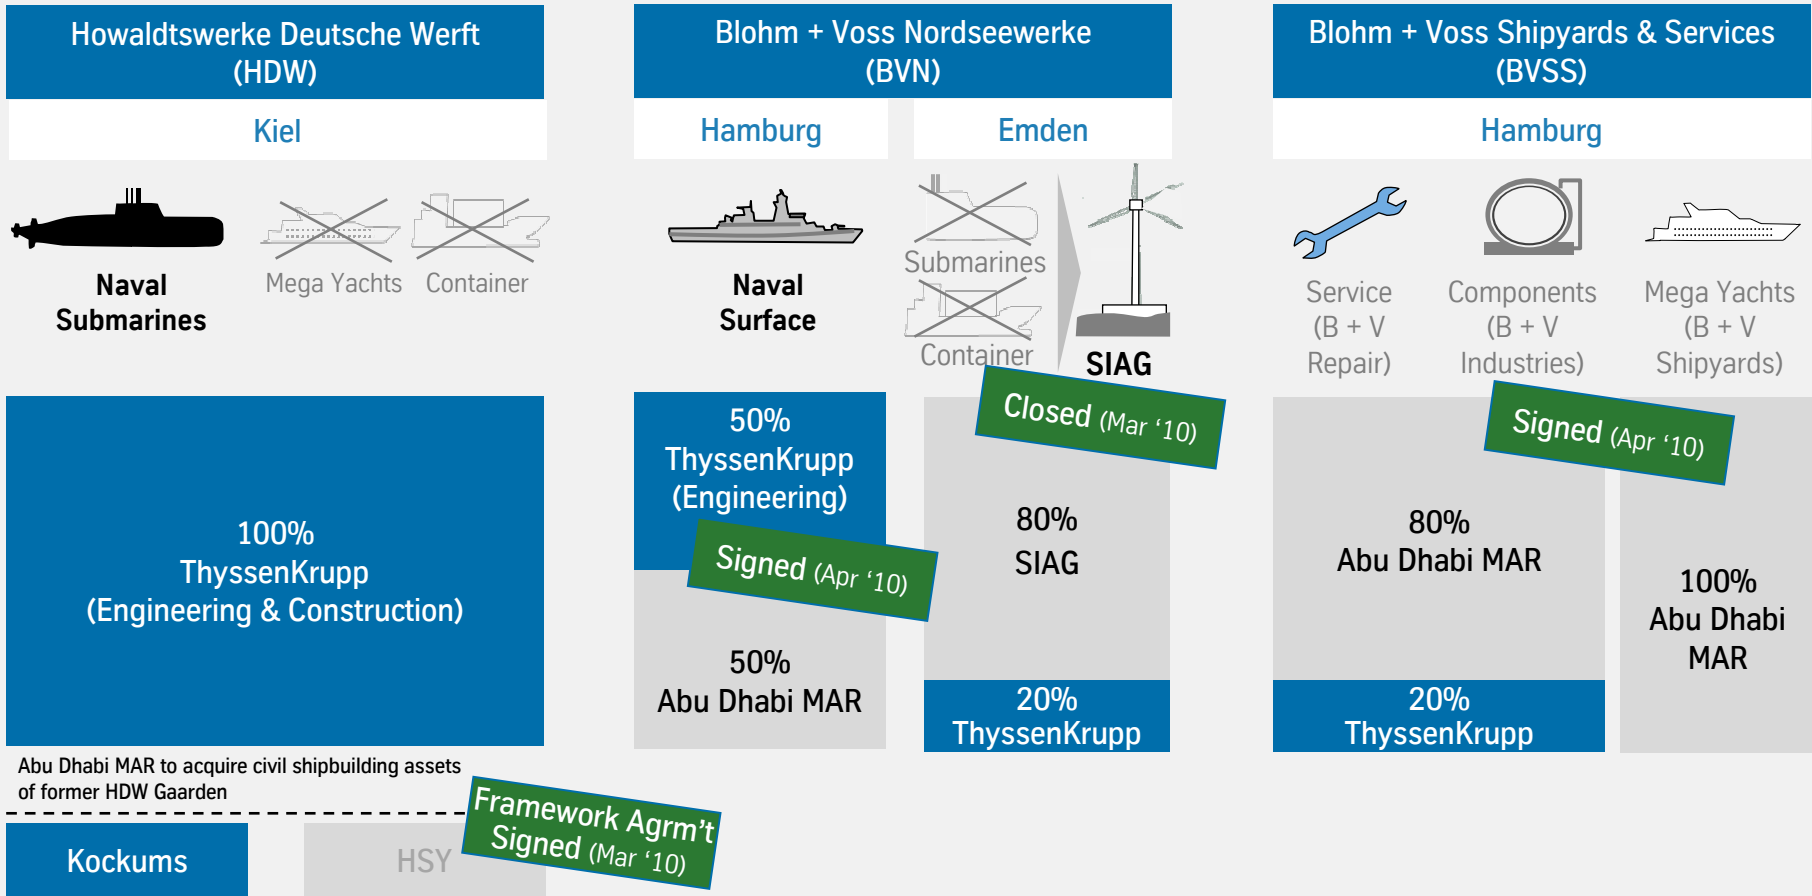 Howaldtswerke Deutsche Werft
(HDW)
Kiel
Naval
Submarines
Mega Yachts
Container
100%
ThyssenKrupp
(Engineering & Construction)
Abu Dhabi MAR to acquire civil shipbuilding assets
of former HDW Gaarden
Kockums
HSY
Framework Agrm't
Signed (Mar ‘10)
Blohm + Voss Nordseewerke
(BVN)
Hamburg
Naval
Surface
50%
ThyssenKrupp
(Engineering)
Signed (Apr ‘10)
50%
Abu Dhabi MAR
Emden
Submarines
Container
SIAG
Closed (Mar ‘10)
80%
SIAG
20%
ThyssenKrupp
Blohm + Voss Shipyards & Services
(BVSS)
Hamburg
Service
(B + V
Repair)
Components
(B + V
Industries)
Mega Yachts
(B + V
Shipyards)
Signed (Apr ‘10)
80%
Abu Dhabi MAR
20%
ThyssenKrupp
100%
Abu Dhabi
MAR